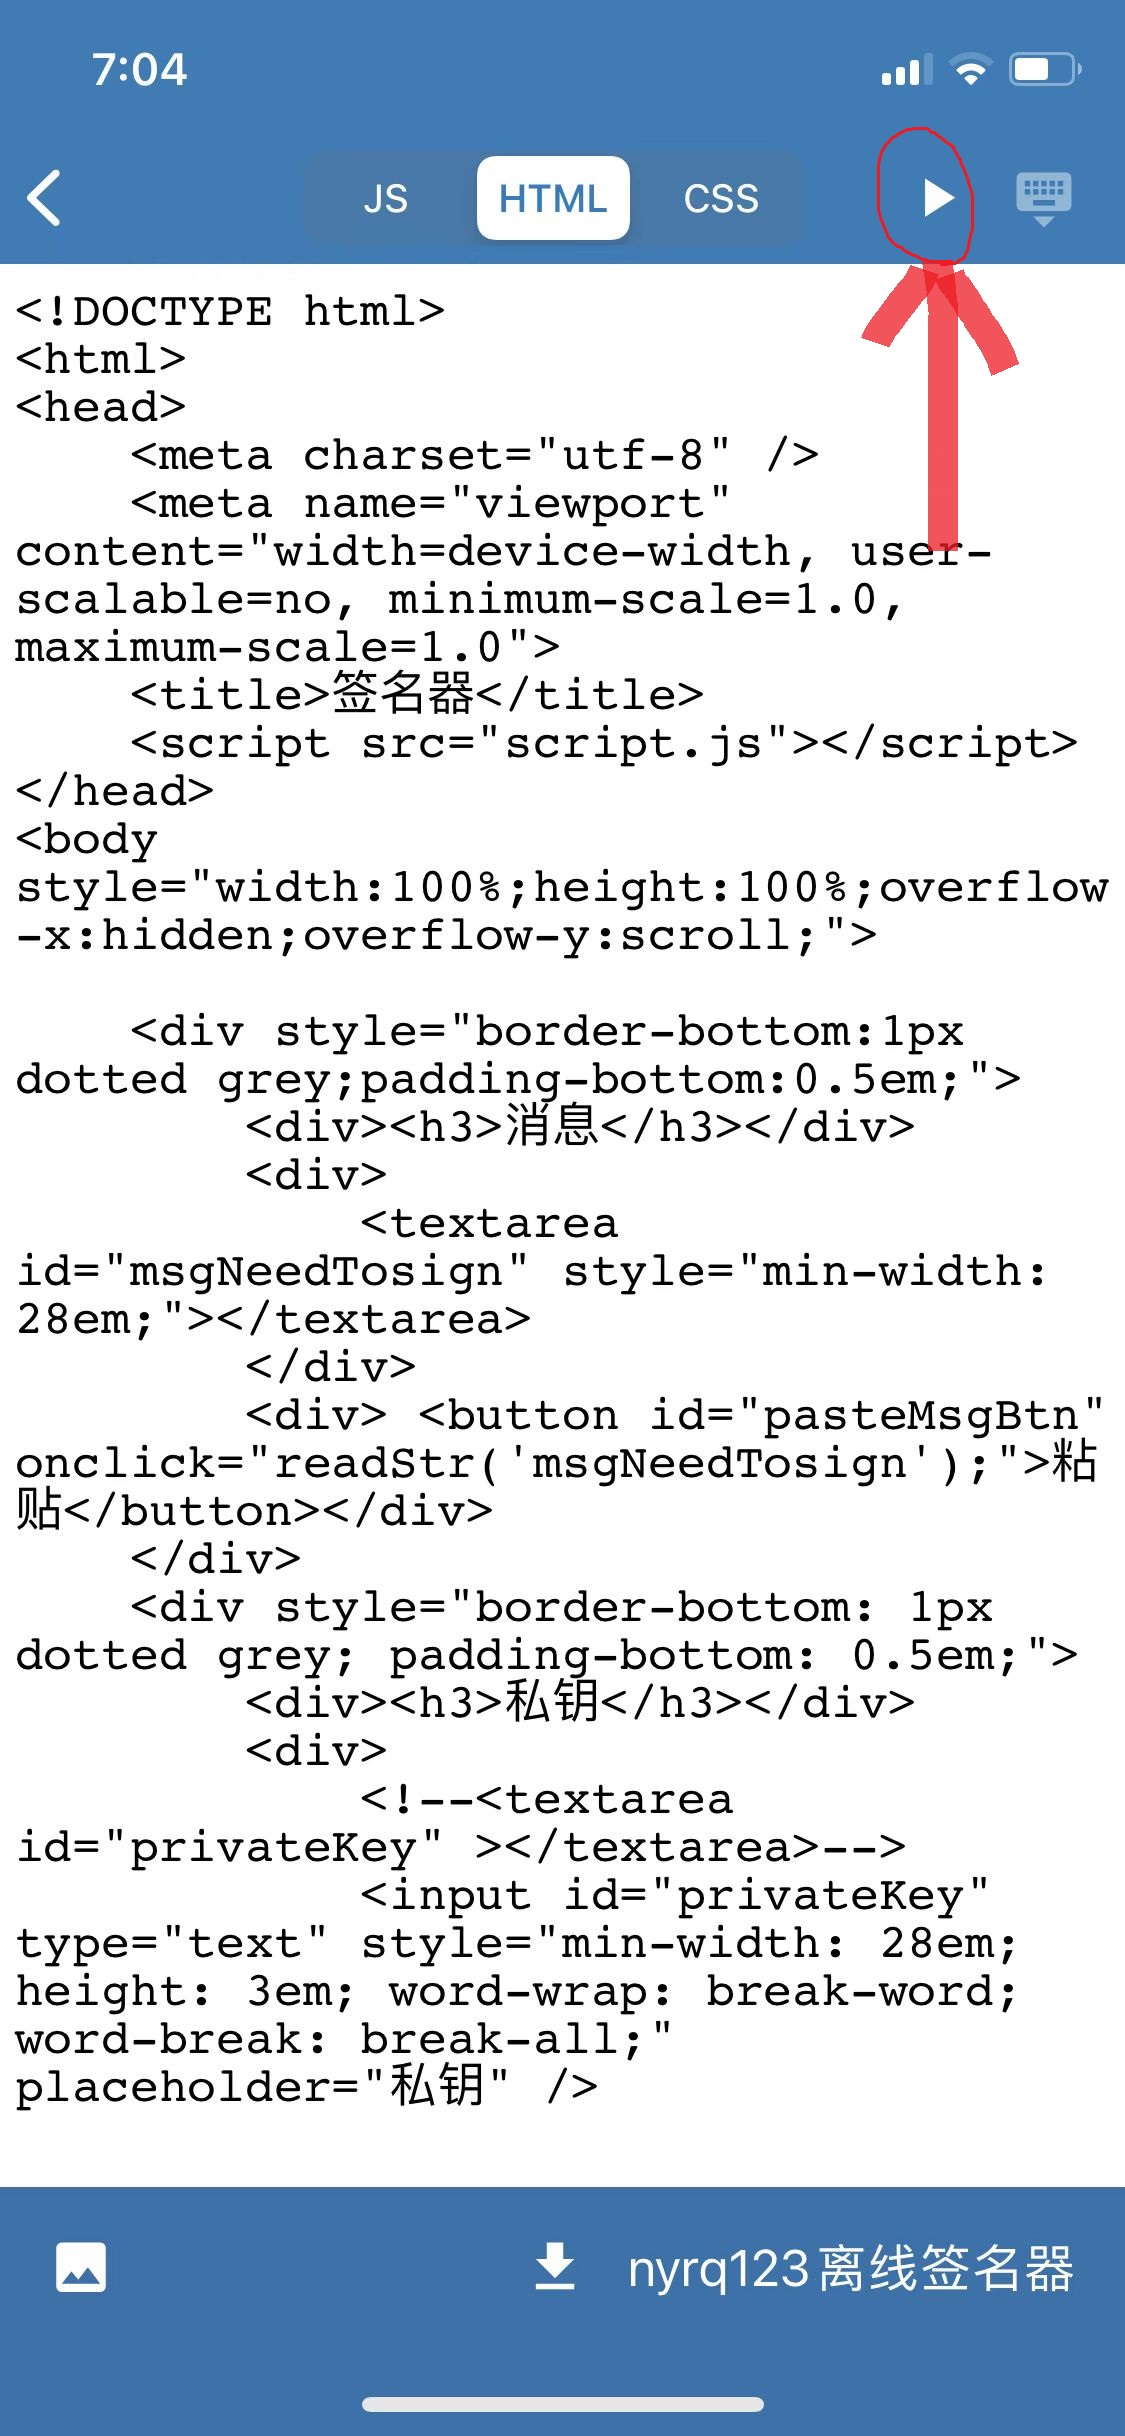 7:04
JS HTML CSS
<!DOCTYPE html>
<html>
<head>
<meta charset="utf-8" />
<meta name="viewport"
content="width=device-width, user-
scalable=no, minimum-scale=1.0,
maximum-scale=1.0">
<title>签名器</title>
<script src="script.js"></script>
</head>
<body
style="width:100%;height:100%;overflow
-x:hidden;overflow-y:scroll;">
<div style="border-bottom:1px
dotted grey;padding-bottom:0.5em;">
<div><h3>消息</h3></div>
<div>
<textarea
id="msgNeedTosign" style="min-width:
28em;"></textarea>
</div>
<div> <button id="pasteMsgBtn"
onclick="readStr('msgNeedTosign');">粘
贴</button></div>
</div>
<div style="border-bottom: 1px
dotted grey; padding-bottom: 0.5em;">
<div><h3>私钥</h3></div>
<div>
<!--<textarea
id="privateKey" ></textarea>-->
<input id="privateKey"
type="text" style="min-width: 28em;
height: 3em; word-wrap: break-word;
word-break: break-all;"
placeholder="私钥" />
nyrq123离线签名器